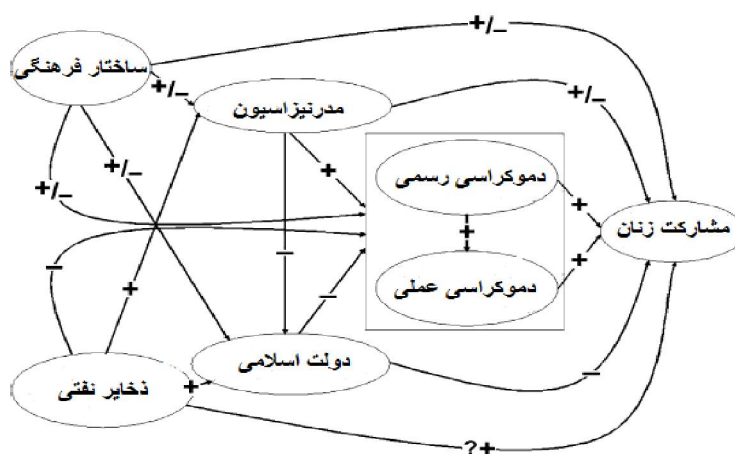 +/_
ساختار فرهنگی
+/_
مدرنیزاسیون
+/_
+/_
+
دموکراسی رسمی
+/_
+
مشارکت زنان
+
_
+
_
دموکراسی عملی
+
_
دولت اسلامی
ذخایر نفتی
+
_
?+